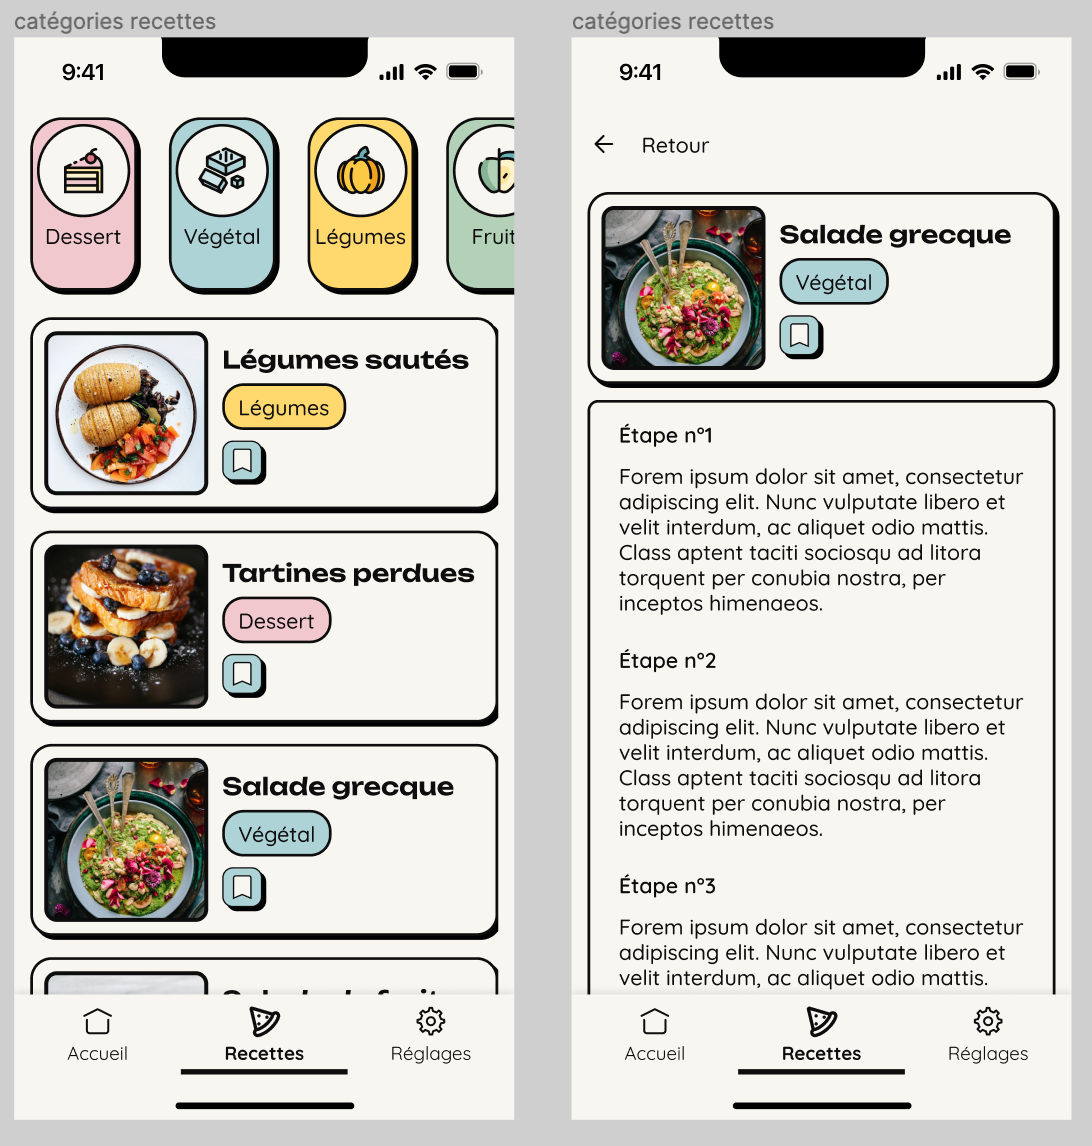 catégories recettes
9:41
Dessert
Végétal
Légumes
Fruit
Légumes sautés
Légumes
Tartines perdues
Dessert
Salade grecque
Végétal
Accueil
Recettes
Réglages
catégories recettes
9:41
Retour
Salade grecque
Végétal
Étape n°1
Forem ipsum dolor sit amet, consectetur
adipiscing elit. Nunc vulputate libero et
velit interdum, ac aliquet odio mattis.
Class aptent taciti sociosqu ad litora
torquent per conubia nostra, per
inceptos himenaeos.
Étape n°2
Forem ipsum dolor sit amet, consectetur
adipiscing elit. Nunc vulputate libero et
velit interdum, ac aliquet odio mattis.
Class aptent taciti sociosqu ad litora
torquent per conubia nostra, per
inceptos himenaeos.
Étape n°3
Forem ipsum dolor sit amet, consectetur
adipiscing elit. Nunc vulputate libero et
velit interdum, ac aliquet odio mattis.
Accueil
Recettes
Réglages